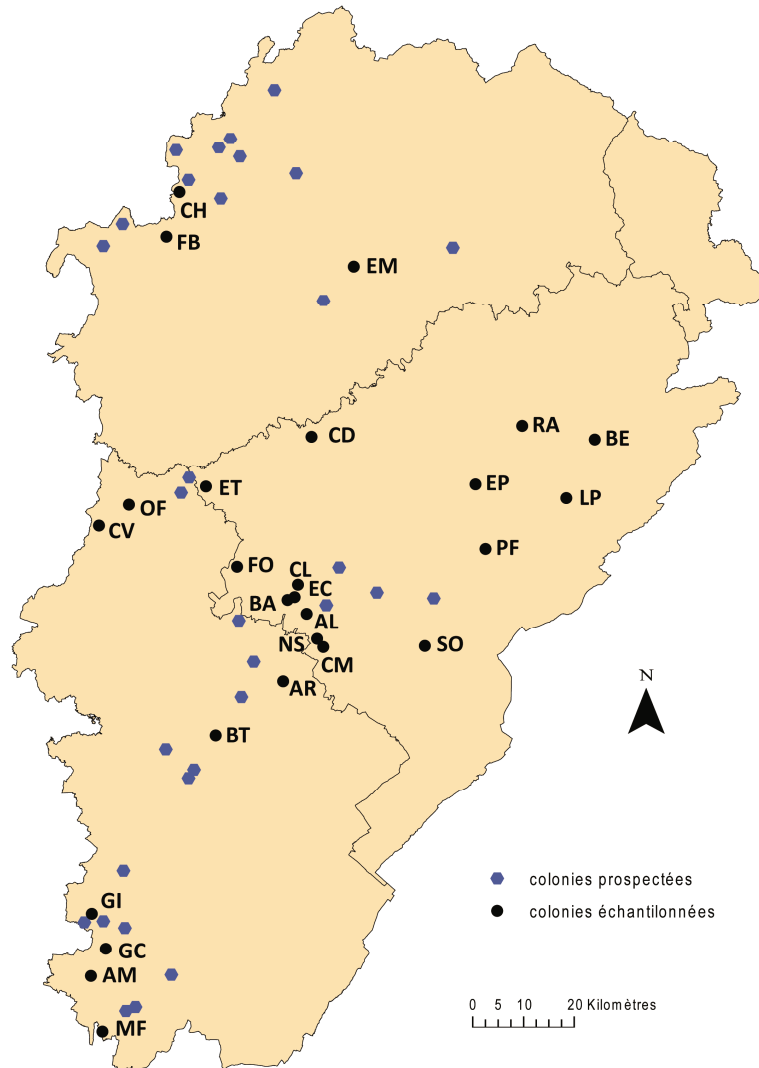 CH
FB
EM
CD
RA
BE
ET
EP
LP
OF
CV
PF
FO
CL
EC
BA
AL
NS
CM
SO
N
AR
BT
colonies prospectées
colonies échantilonnées
GI
GC
AM
MF
0 5 10 20 Kilomètres